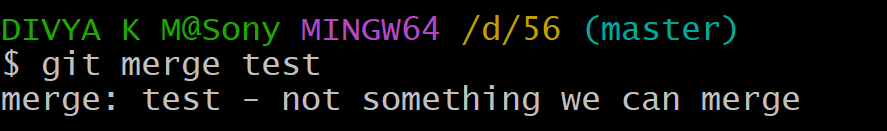 DIVYA K M@Sony MINGW64 /d/56 (master)
$ git merge test
merge: test - not something we can merge